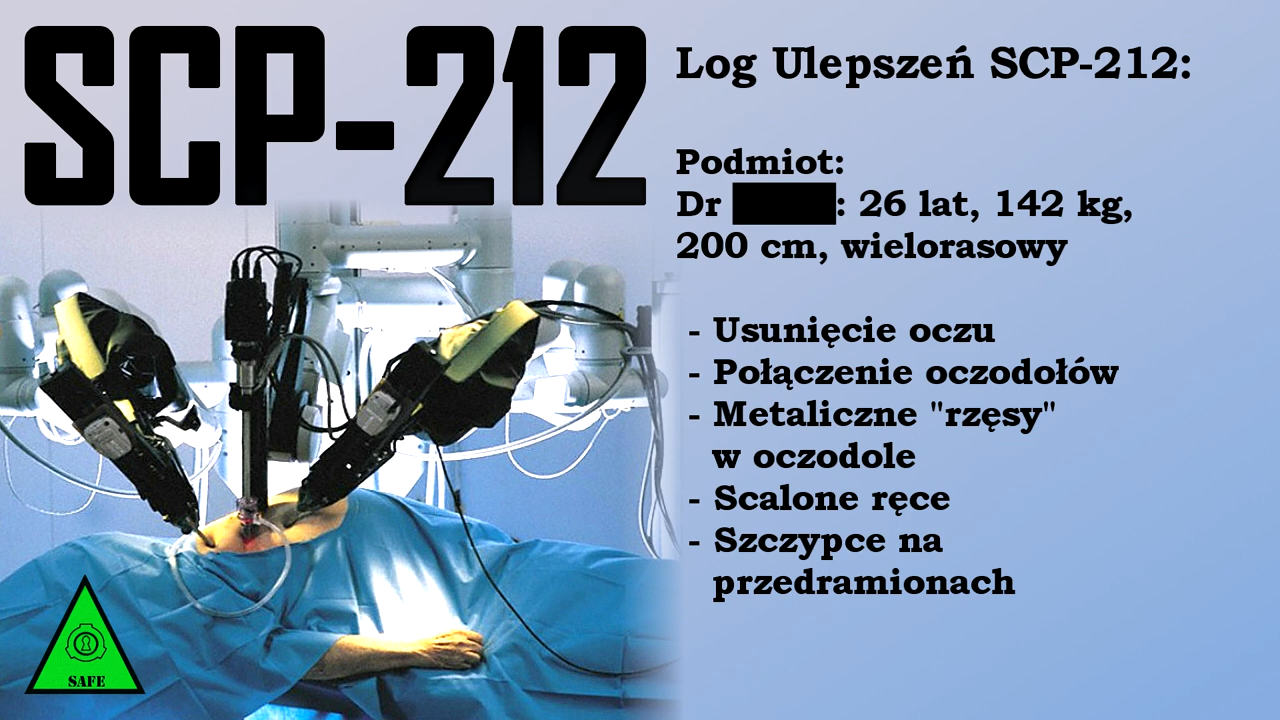 SCP-212
Log Ulepszeń SCP-212:
Podmiot:
Dr : 26 lat, 142 kg,
200 cm, wielorasowy
- Usunięcie oczu
- Połączenie oczodołów
- Metaliczne "rzęsy"
w oczodole
- Scalone ręce
- Szczypce na
przedramionach
SAFE